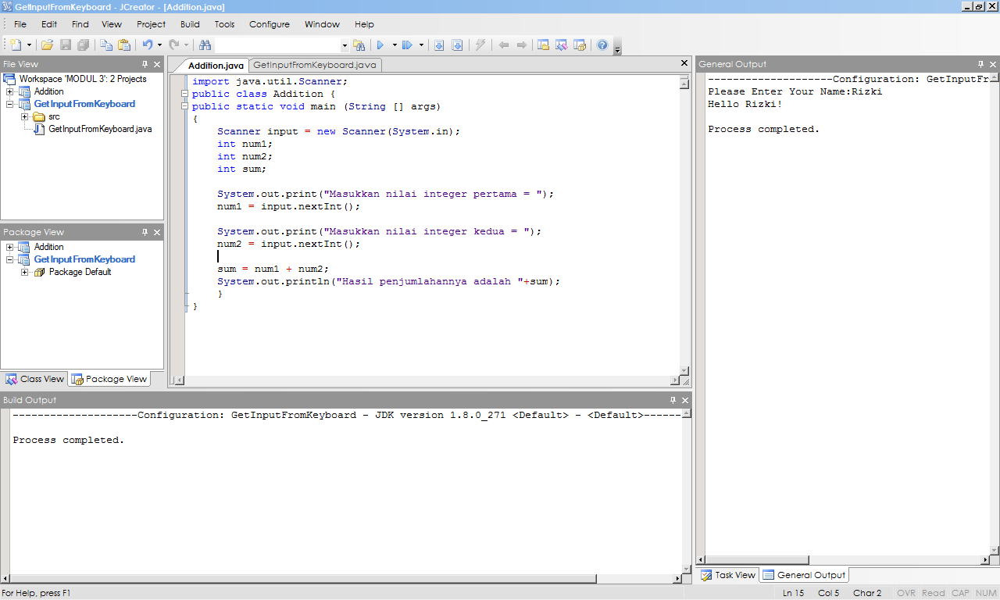 GetInputFromKeyboard - JCreator - [Addition.java]
File Edit Find View Project Build Tools Configure Window Help
File View
Workspace 'MODUL 3': 2 Projects
Addition
GetInputFromKeyboard
src
GetInputFromKeyboard.java
Package View
Addition
GetInputFromKeyboard
Package Default
Class View Package View
Addition.java GetInputFromKeyboard.java
import java.util.Scanner;
public class Addition {
public static void main (String [] args)
{
Scanner input = new Scanner(System.in);
int num1;
int num2;
int sum;
System.out.print("Masukkan nilai integer pertama = ");
num1 = input.nextInt();
System.out.print("Masukkan nilai integer kedua = ");
num2 = input.nextInt();
sum = num1 + num2;
System.out.println("Hasil penjumlahannya adalah "+sum);
}
}
General Output
--------------------Configuration: GetInputFr
Please Enter Your Name:Rizki
Hello Rizki!
Process completed.
Task View General Output
Build Output
--------------------Configuration: GetInputFromKeyboard - JDK version 1.8.0_271 <Default> - <Default>------
Process completed.
For Help, press F1
Ln 15 Col 5 Char 2 OVR Read CAP NUM